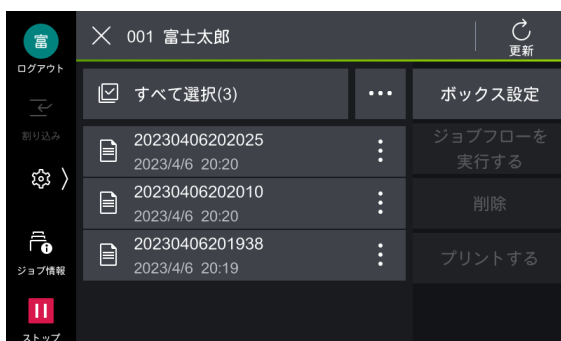 富
ログアウト
割り込み
ジョブ情報
ストップ
001 富士太郎
更新
すべて選択(3)
ボックス設定
20230406202025
2023/4/6 20:20
20230406202010
2023/4/6 20:20
20230406201938
2023/4/6 20:19
ジョブフローを
実行する
削除
プリントする